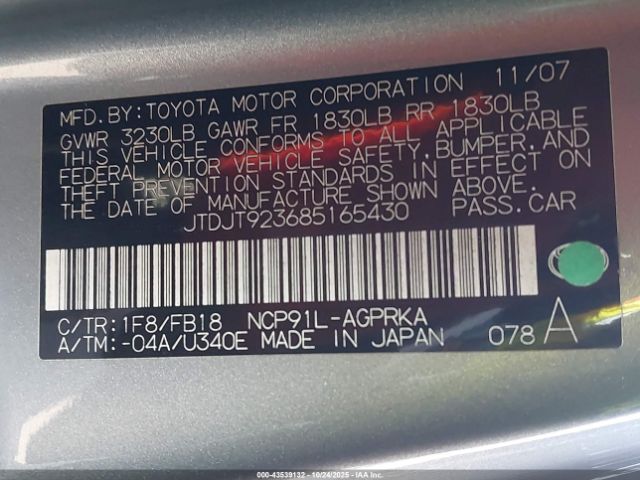 MFD.BY:TOYOTA MOTOR CORPORATION 11/07
GVWR 3230LB GAWR FR 1830LB RR 1830LB
THIS VEHICLE CONFORMS TO ALL APPLICABLE
FEDERAL MOTOR VEHICLE SAFETY,BUMPER,AND
THEFT PREVENTION STANDARDS IN EFFECT ON
THE DATE OF MANUFACTURE SHOWN ABOVE.
JTDJT923685165430 PASS.CAR
C/TR:1F8/FB18 NCP91L-AGPRKA
A/TM:-04A/U340E MADE IN JAPAN 078 A
000-43539132 - 10/24/2025 - IAA Inc.